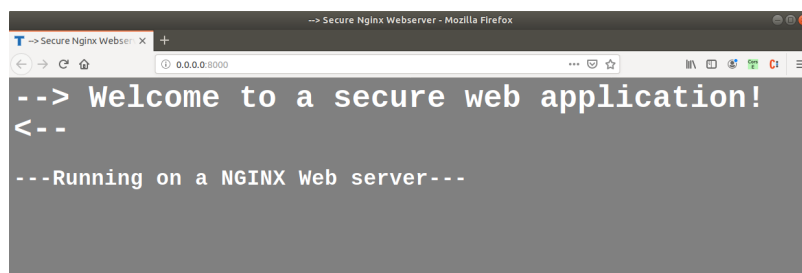 --> Secure Nginx Webserver - Mozilla Firefox
--> Secure Nginx Webser
0.0.0.0:8000
--> Welcome to a secure web application!
<--
---Running on a NGINX Web server---